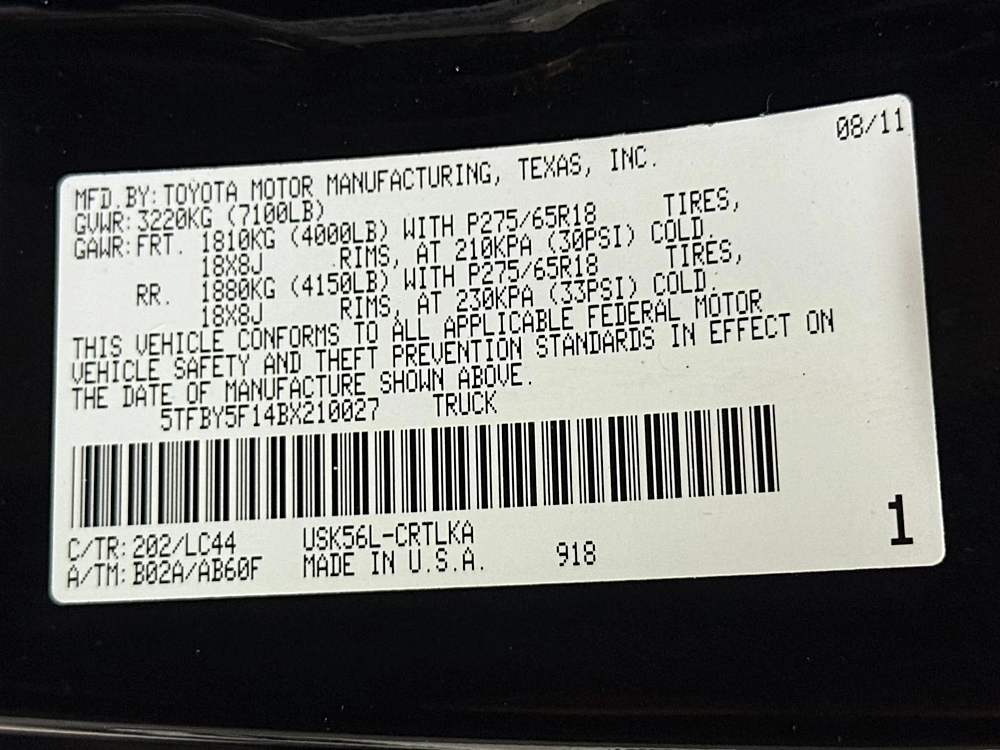 08/11
MFD.BY: TOYOTA MOTOR MANUFACTURING, TEXAS, INC.
GVWR: 3220KG (7100LB)
GAWR: FRT. 1810KG (4000LB) WITH P275/65R18 TIRES,
18X8J RIMS, AT 210KPA (30PSI) COLD.
RR. 1880KG (4150LB) WITH P275/65R18 TIRES,
18X8J RIMS, AT 230KPA (33PSI) COLD.
THIS VEHICLE CONFORMS TO ALL APPLICABLE FEDERAL MOTOR
VEHICLE SAFETY AND THEFT PREVENTION STANDARDS IN EFFECT ON
THE DATE OF MANUFACTURE SHOWN ABOVE.
5TFBY5F14BX210027 TRUCK
C/TR: 202/LC44 USK56L-CRTLKA
A/TM: B02A/AB60F MADE IN U.S.A. 918
1